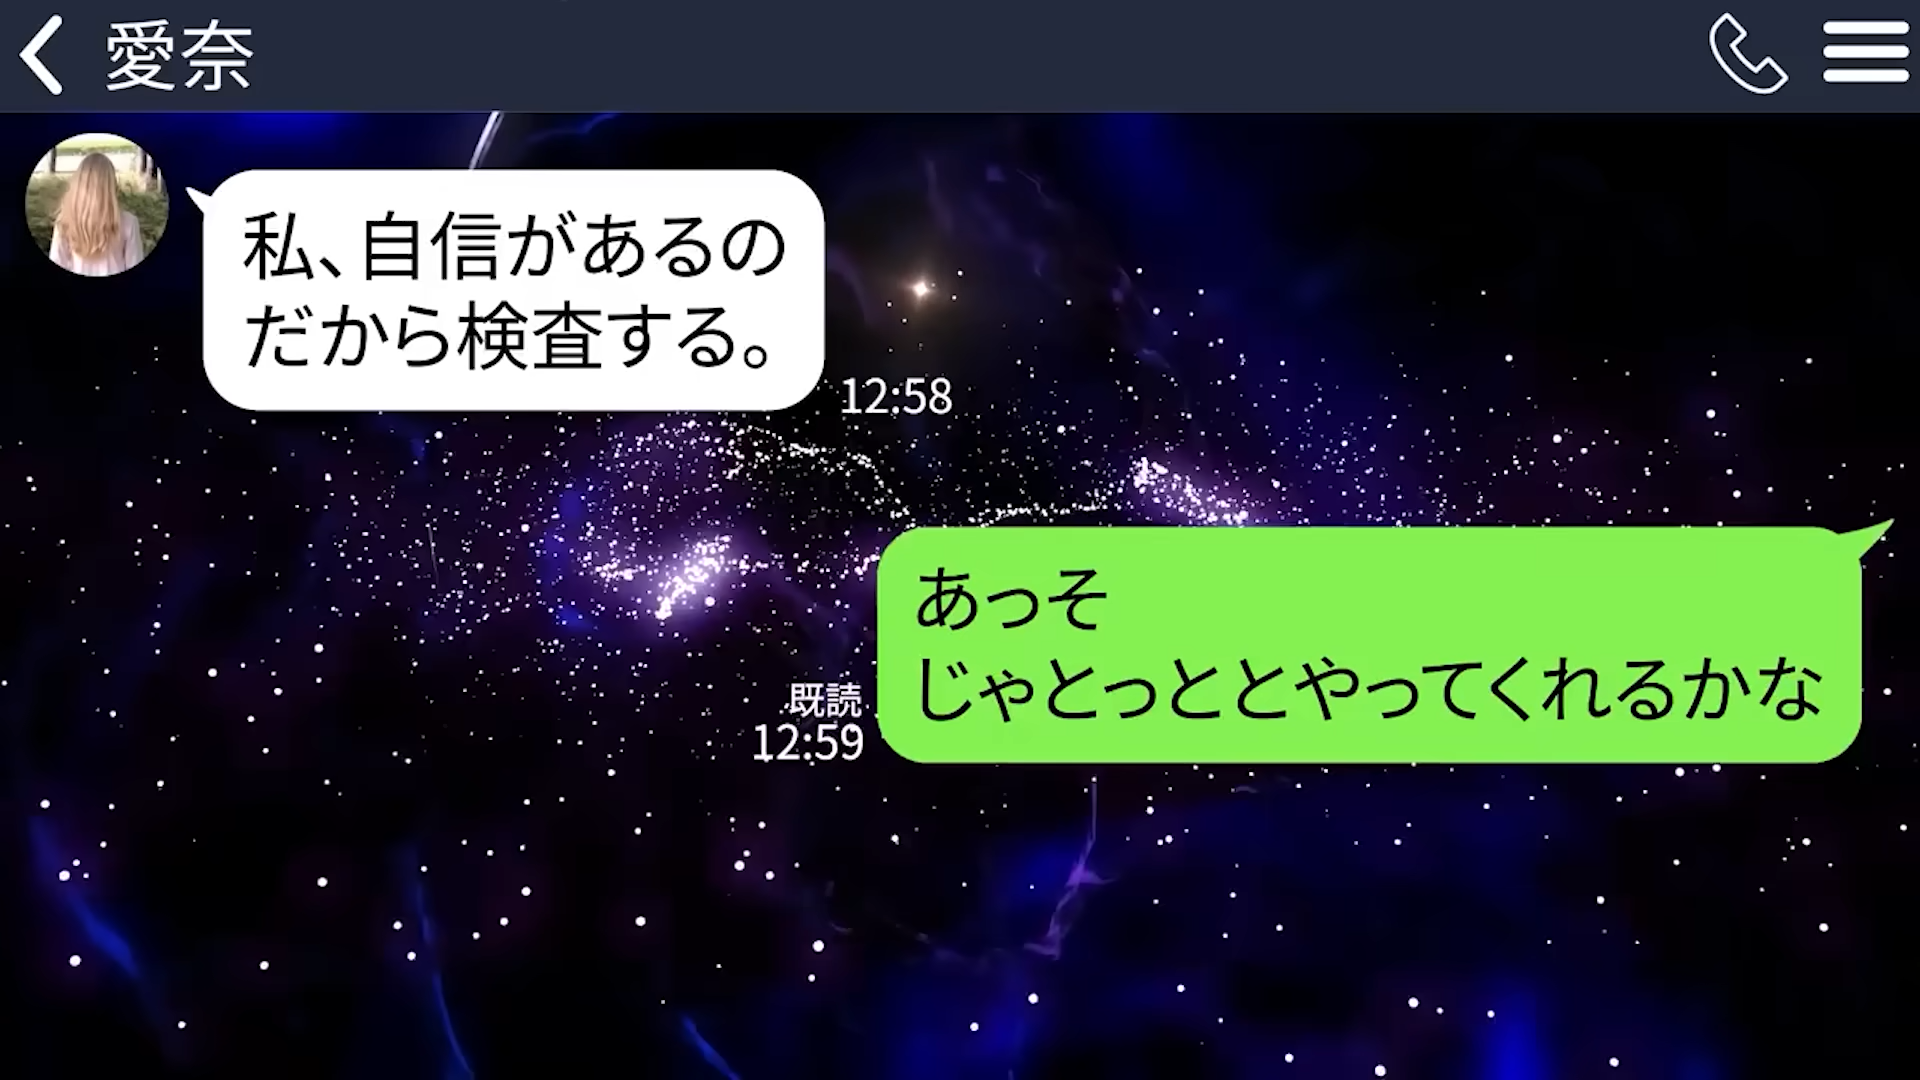 愛奈
私、自信があるの
だから検査する。
12:58
あっそ
じゃとっととやってくれるかな
既読
12:59